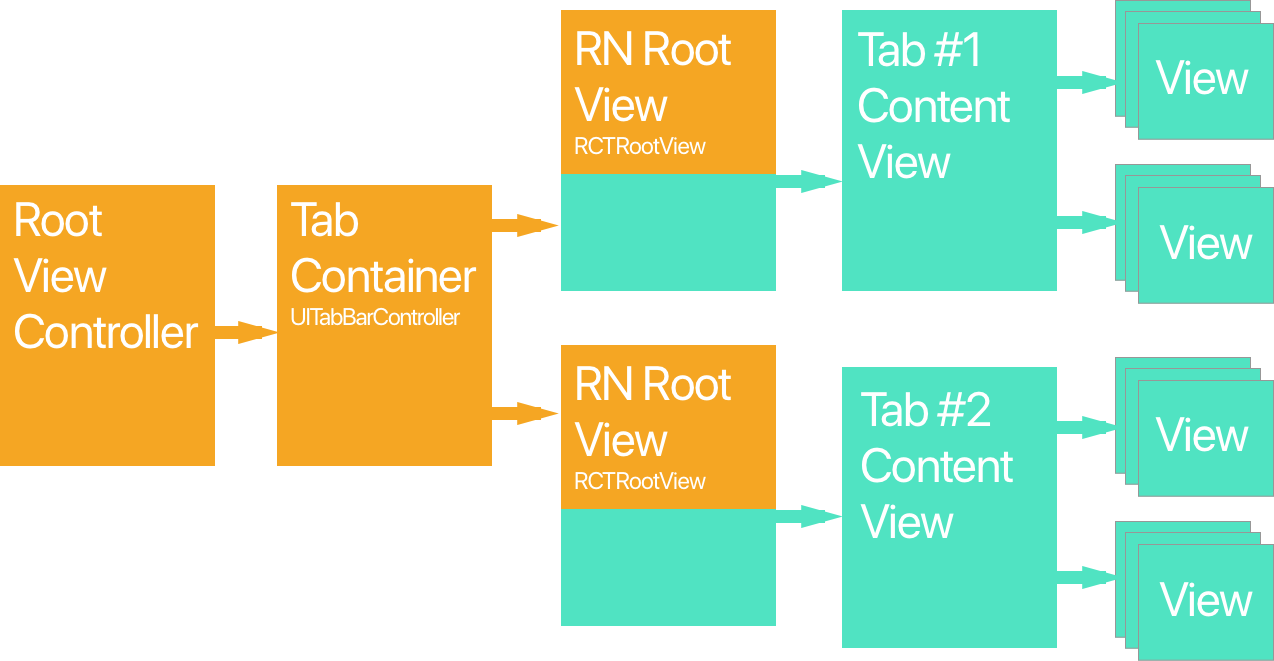 Root
View
Controller
Tab
Container
UITabBarController
RN Root
View
RCTRootView
Tab #1
Content
View
View
View
RN Root
View
RCTRootView
Tab #2
Content
View
View
View